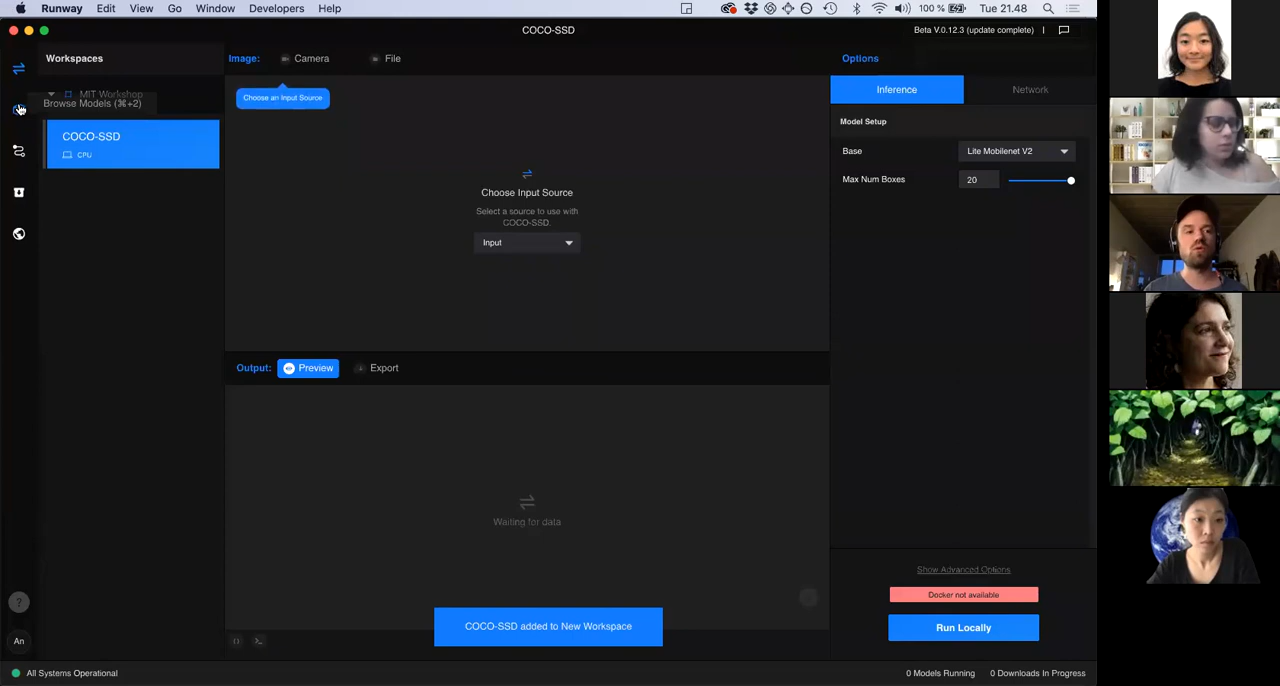 Runway Edit View Go Window Developers Help
100 % Tue 21.48
COCO-SSD
Beta V.0.12.3 (update complete)
Workspaces
Image: Camera File
Options
MIT Workshop
Browse Models (⌘+2)
Choose an Input Source
Inference Network
Model Setup
COCO-SSD
CPU
Base Lite Mobilenet V2
Max Num Boxes 20
Choose Input Source
Select a source to use with
COCO-SSD.
Input
Output: Preview Export
Waiting for data
Show Advanced Options
Docker not available
COCO-SSD added to New Workspace
Run Locally
?
An
All Systems Operational
0 Models Running 0 Downloads In Progress